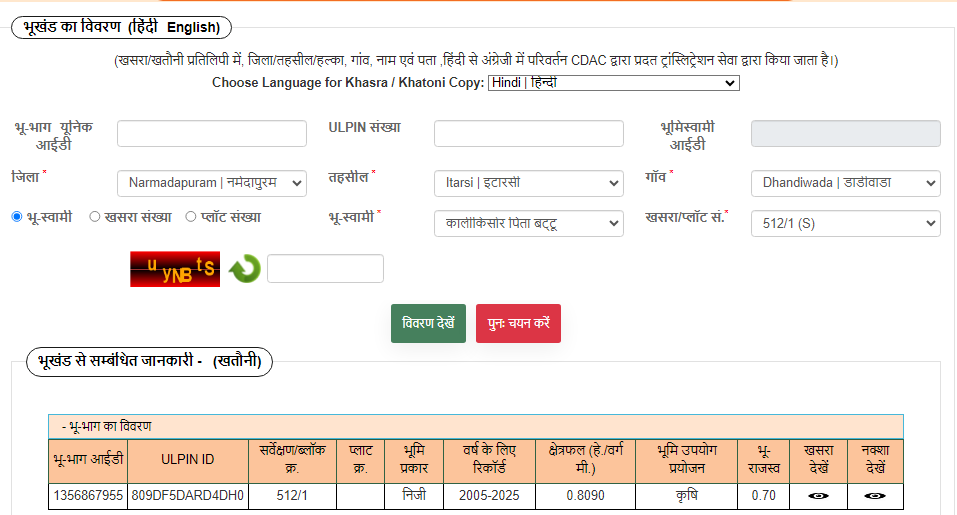 भूखंड का विवरण (हिंदी English)
(खसरा/खतौनी प्रतिलिपी में, जिला/तहसील/हल्का, गांव, नाम एवं पता ,हिंदी से अंग्रेजी में परिवर्तन CDAC द्वारा प्रदत ट्रांस्लिट्रेशन सेवा द्वारा किया जाता है।)
Choose Language for Khasra / Khatoni Copy: Hindi | हिन्दी
भू-भाग यूनिक आईडी ULPIN संख्या भूमिस्वामी आईडी
जिला * Narmadapuram | नर्मदापुरम तहसील * Itarsi | इटारसी गाँव * Dhandiwada | डाडीवाडा
भू-स्वामी खसरा संख्या प्लॉट संख्या भू-स्वामी * कालीकिसोर पिता बट्टू खसरा/प्लॉट सं.* 512/1 (S)
uyNBtS
विवरण देखें पुनः चयन करें
भूखंड से सम्बंधित जानकारी - (खतौनी)
- भू-भाग का विवरण
भू-भाग आईडी ULPIN ID सर्वेक्षण/ब्लॉक क्र. प्लाट क्र. भूमि प्रकार वर्ष के लिए रिकॉर्ड क्षेत्रफल (हे./वर्ग मी.) भूमि उपयोग प्रयोजन भू-राजस्व खसरा देखें नक्शा देखें
1356867955 809DF5DARD4DH0 512/1 निजी 2005-2025 0.8090 कृषि 0.70